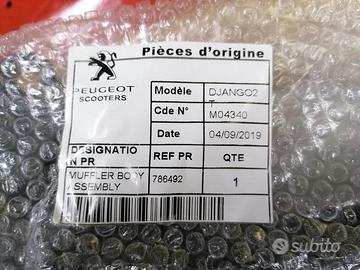 Pièces d'origine
PEUGEOT
SCOOTERS
Modèle
DJANGO2
T
Cde N°
M04340
Date
04/09/2019
DESIGNATIO
N PR
REF PR
QTE
MUFFLER BODY
ASSEMBLY
786492
1
subito